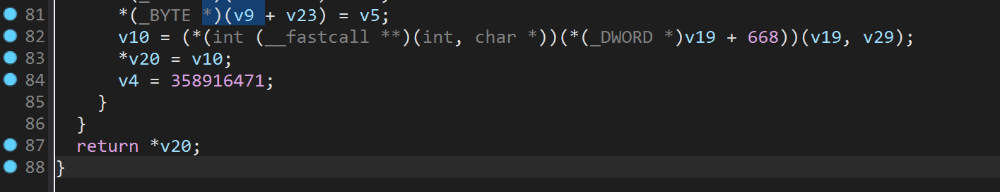 81 *(_BYTE *)(v9 + v23) = v5;
82 v10 = (*(int (__fastcall **)(int, char *))(*(_DWORD *)v19 + 668))(v19, v29);
83 *v20 = v10;
84 v4 = 358916471;
85 }
86 }
87 return *v20;
88 }